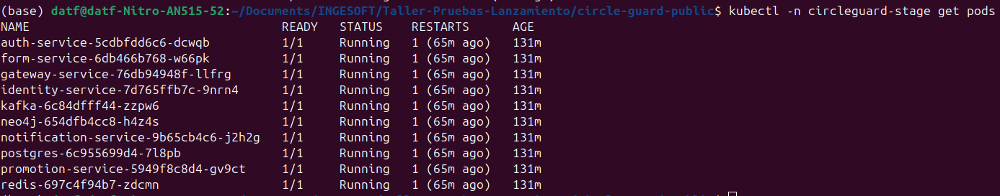 (base) datf@datf-Nitro-AN515-52:~/Documents/INGESOFT/Taller-Pruebas-Lanzamiento/circle-guard-public$ kubectl -n circleguard-stage get pods
NAME READY STATUS RESTARTS AGE
auth-service-5cdbfdd6c6-dcwqb 1/1 Running 1 (65m ago) 131m
form-service-6db466b768-w66pk 1/1 Running 1 (65m ago) 131m
gateway-service-76db94948f-llfrg 1/1 Running 1 (65m ago) 131m
identity-service-7d765ffb7c-9nrn4 1/1 Running 1 (65m ago) 131m
kafka-6c84dfff44-zzpw6 1/1 Running 1 (65m ago) 131m
neo4j-654dfb4cc8-h4z4s 1/1 Running 1 (65m ago) 131m
notification-service-9b65cb4c6-j2h2g 1/1 Running 1 (65m ago) 131m
postgres-6c955699d4-7l8pb 1/1 Running 1 (65m ago) 131m
promotion-service-5949f8c8d4-gv9ct 1/1 Running 1 (65m ago) 131m
redis-697c4f94b7-zdcmn 1/1 Running 1 (65m ago) 131m